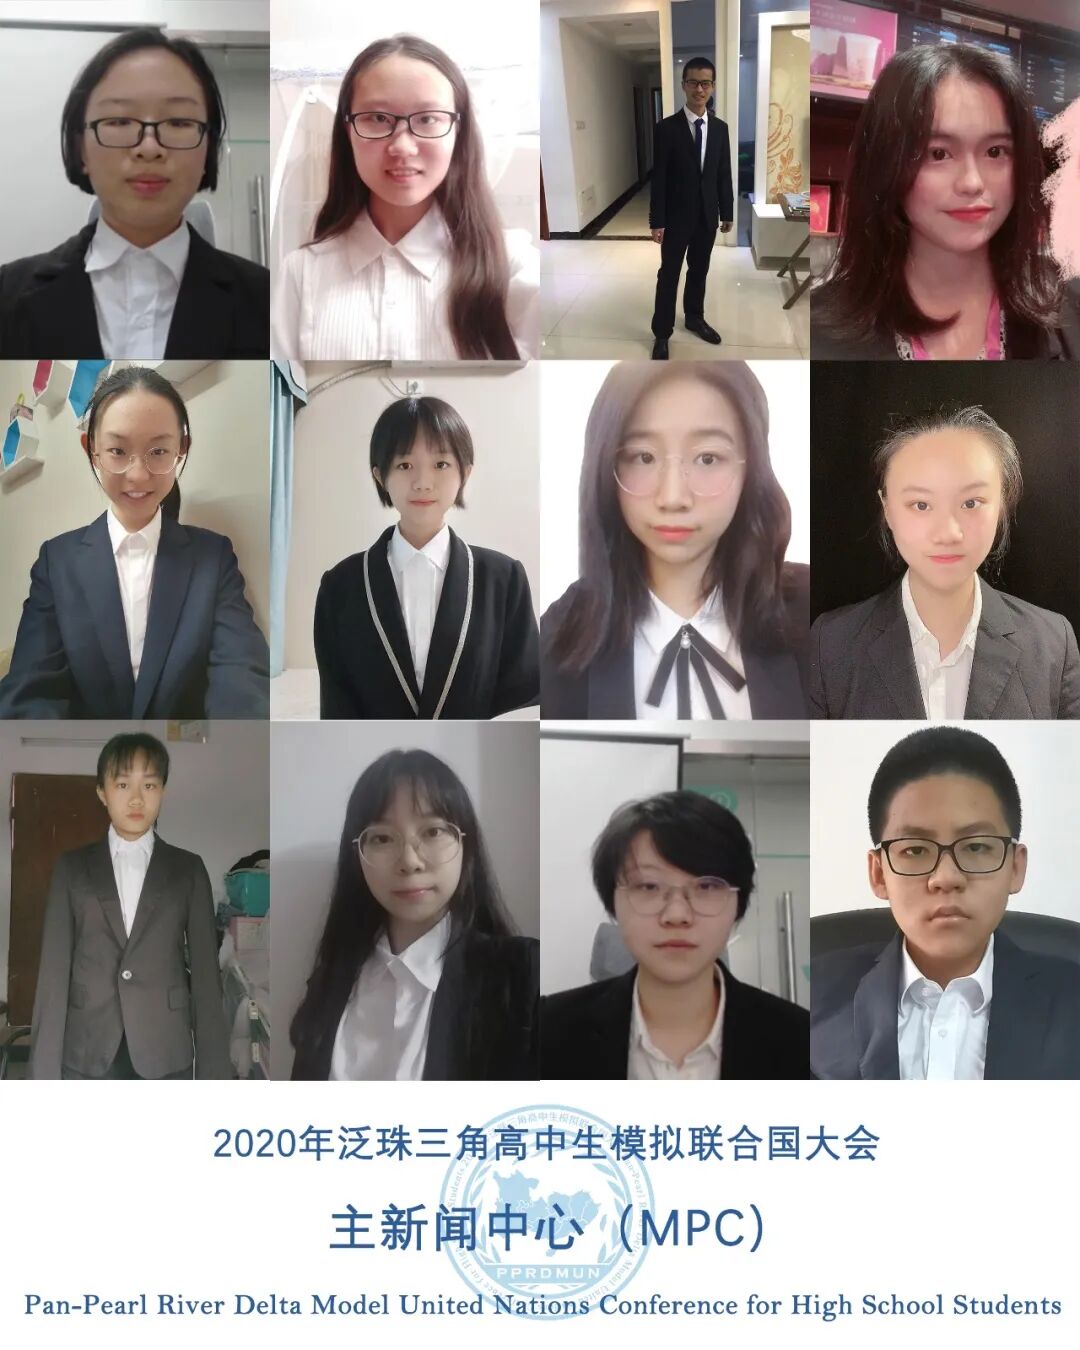 2020年泛珠三角高中生模拟联合国大会
主新闻中心（MPC）
PPRDMUN
Pan-Pearl River Delta Model United Nations Conference for High School Students